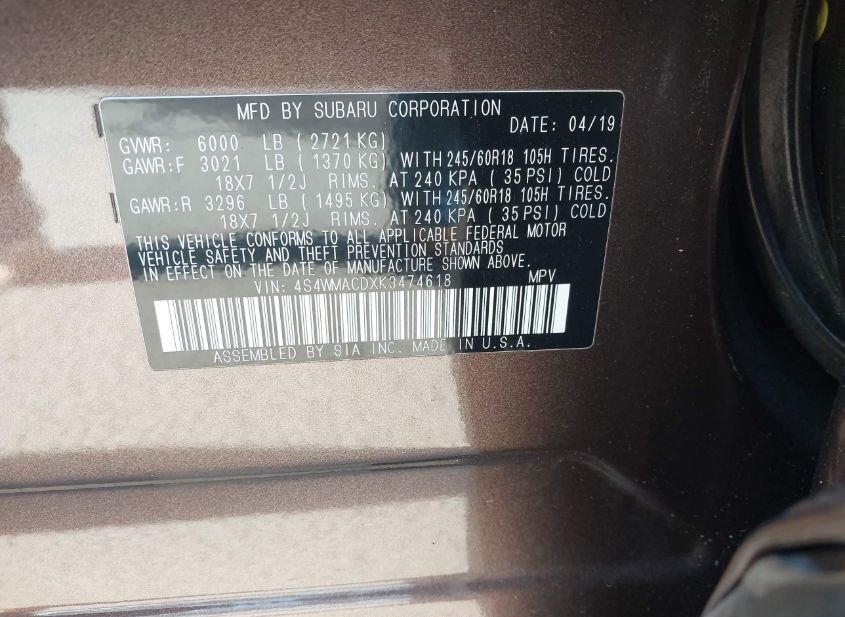 MFD BY SUBARU CORPORATION
DATE: 04/19
GVWR: 6000 LB ( 2721 KG)
GAWR:F 3021 LB ( 1370 KG) WITH 245/60R18 105H TIRES.
18X7 1/2J RIMS. AT 240 KPA ( 35 PSI) COLD
GAWR:R 3296 LB ( 1495 KG) WITH 245/60R18 105H TIRES.
18X7 1/2J RIMS. AT 240 KPA ( 35 PSI) COLD
THIS VEHICLE CONFORMS TO ALL APPLICABLE FEDERAL MOTOR
VEHICLE SAFETY AND THEFT PREVENTION STANDARDS
IN EFFECT ON THE DATE OF MANUFACTURE SHOWN ABOVE.
VIN: 4S4WMACDXK3474618 MPV
ASSEMBLED BY SIA INC. MADE IN U.S.A.